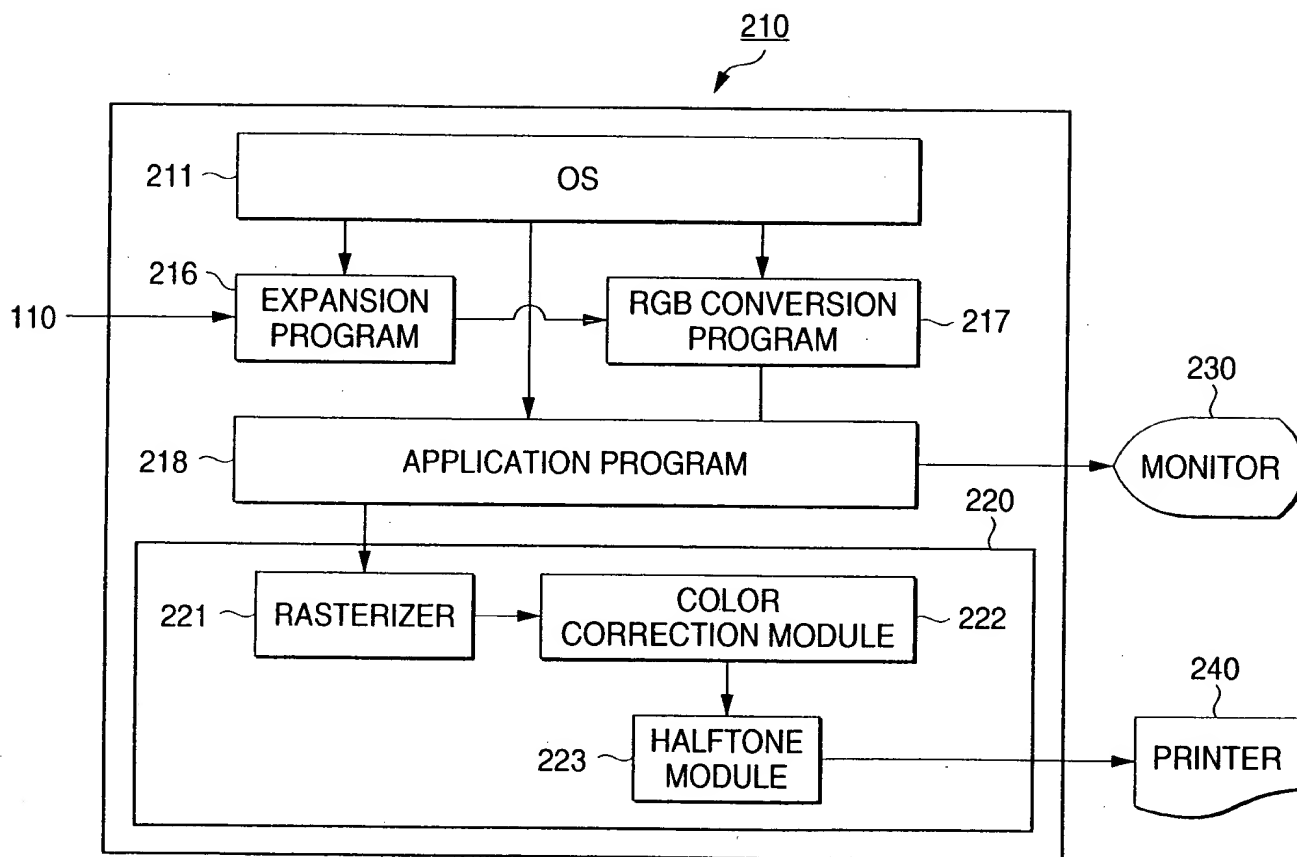 210
211
OS
216
EXPANSION
PROGRAM
110
RGB CONVERSION
PROGRAM
217
230
218
APPLICATION PROGRAM
MONITOR
220
221
RASTERIZER
COLOR
CORRECTION MODULE
222
240
223
HALFTONE
MODULE
PRINTER